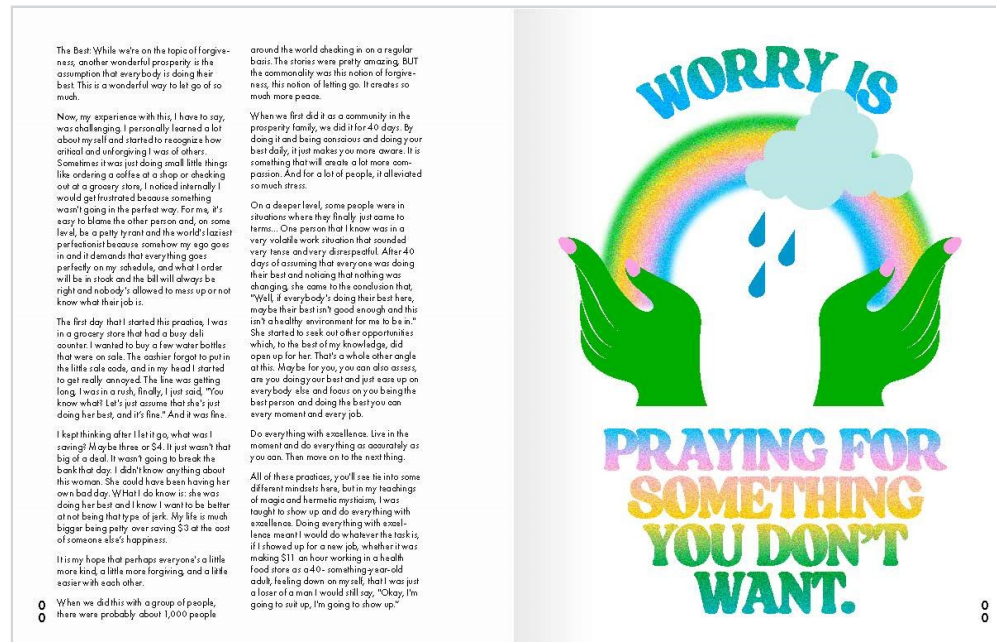 The Best: While we're on the topic of forgive-
ness, another wonderful prosperity is the
assumption that everybody is doing their
best. This is a wonderful way to let go of so
much.
Now, my experience with this, I have to say,
was challenging. I personally learned a lot
about myself and started to recognize how
critical and unforgiving I was of others.
Sometimes it was just doing small little things
like ordering a coffee at a shop or checking
out at a grocery store, I noticed internally I
would get frustrated because something
wasn't going in the perfect way. For me, it's
easy to blame the other person and, on some
level, be a petty tyrant and the world's laziest
perfectionist because somehow my ego goes
in and it demands that everything goes
perfectly on my schedule, and what I order
will be in stock and the bill will always be
right and nobody's allowed to mess up or not
know what their job is.
The first day that I started this practice, I was
in a grocery store that had a busy deli
counter. I wanted to buy a few water bottles
that were on sale. The cashier forgot to put in
the little sale code, and in my head I started
to get really annoyed. The line was getting
long, I was in a rush, finally, I just said, "You
know what? Let's just assume that she's just
doing her best, and it's fine." And it was fine.
I kept thinking after I let it go, what was I
saving? Maybe three or $4. It just wasn't that
big of a deal. It wasn't going to break the
bank that day. I didn't know anything about
this woman. She could have been having her
own bad day. WHat I do know is: she was
doing her best and I know I want to be better
at not being that type of jerk. My life is much
bigger being petty over saving $3 at the cost
of someone else's happiness.
It is my hope that perhaps everyone's a little
more kind, a little more forgiving, and a little
easier with each other.
When we did this with a group of people,
there were probably about 1,000 people
around the world checking in on a regular
basis. The stories were pretty amazing, BUT
the commonality was this notion of forgive-
ness, this notion of letting go. It creates so
much more peace.
When we first did it as a community in the
prosperity family, we did it for 40 days. By
doing it and being conscious and doing your
best daily, it just makes you more aware. It is
something that will create a lot more com-
passion. And for a lot of people, it alleviated
so much stress.
On a deeper level, some people were in
situations where they finally just came to
terms... One person that I know was in a
very volatile work situation that sounded
very tense and very disrespectful. After 40
days of assuming that everyone was doing
their best and noticing that nothing was
changing, she came to the conclusion that,
"Well, if everybody's doing their best here,
maybe their best isn't good enough and this
isn't a healthy environment for me to be in."
She started to seek out other opportunities
which, to the best of my knowledge, did
open up for her. That's a whole other angle
at this. Maybe for you, you can also assess,
are you doing your best and just ease up on
everybody else and focus on you being the
best person and doing the best you can
every moment and every job.
Do everything with excellence. Live in the
moment and do everything as accurately as
you can. Then move on to the next thing.
All of these practices, you'll see tie into some
different mindsets here, but in my teachings
of magic and hermetic mysticism, I was
taught to show up and do everything with
excellence. Doing everything with excel-
lence meant I would do whatever the task is,
if I showed up for a new job, whether it was
making $11 an hour working in a health
food store as a 40- something-year-old
adult, feeling down on myself, that I was just
a loser of a man I would still say, "Okay, I'm
going to suit up, I'm going to show up."
0
0
WORRY IS
PRAYING FOR
SOMETHING
YOU DON'T
WANT.
0
0